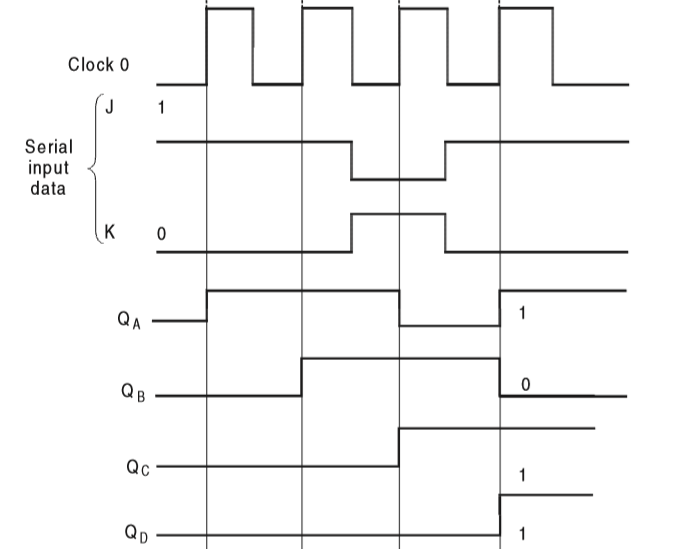 Clock 0
J 1
Serial
input
data
K 0
QA 1
QB 0
QC 1
QD 1